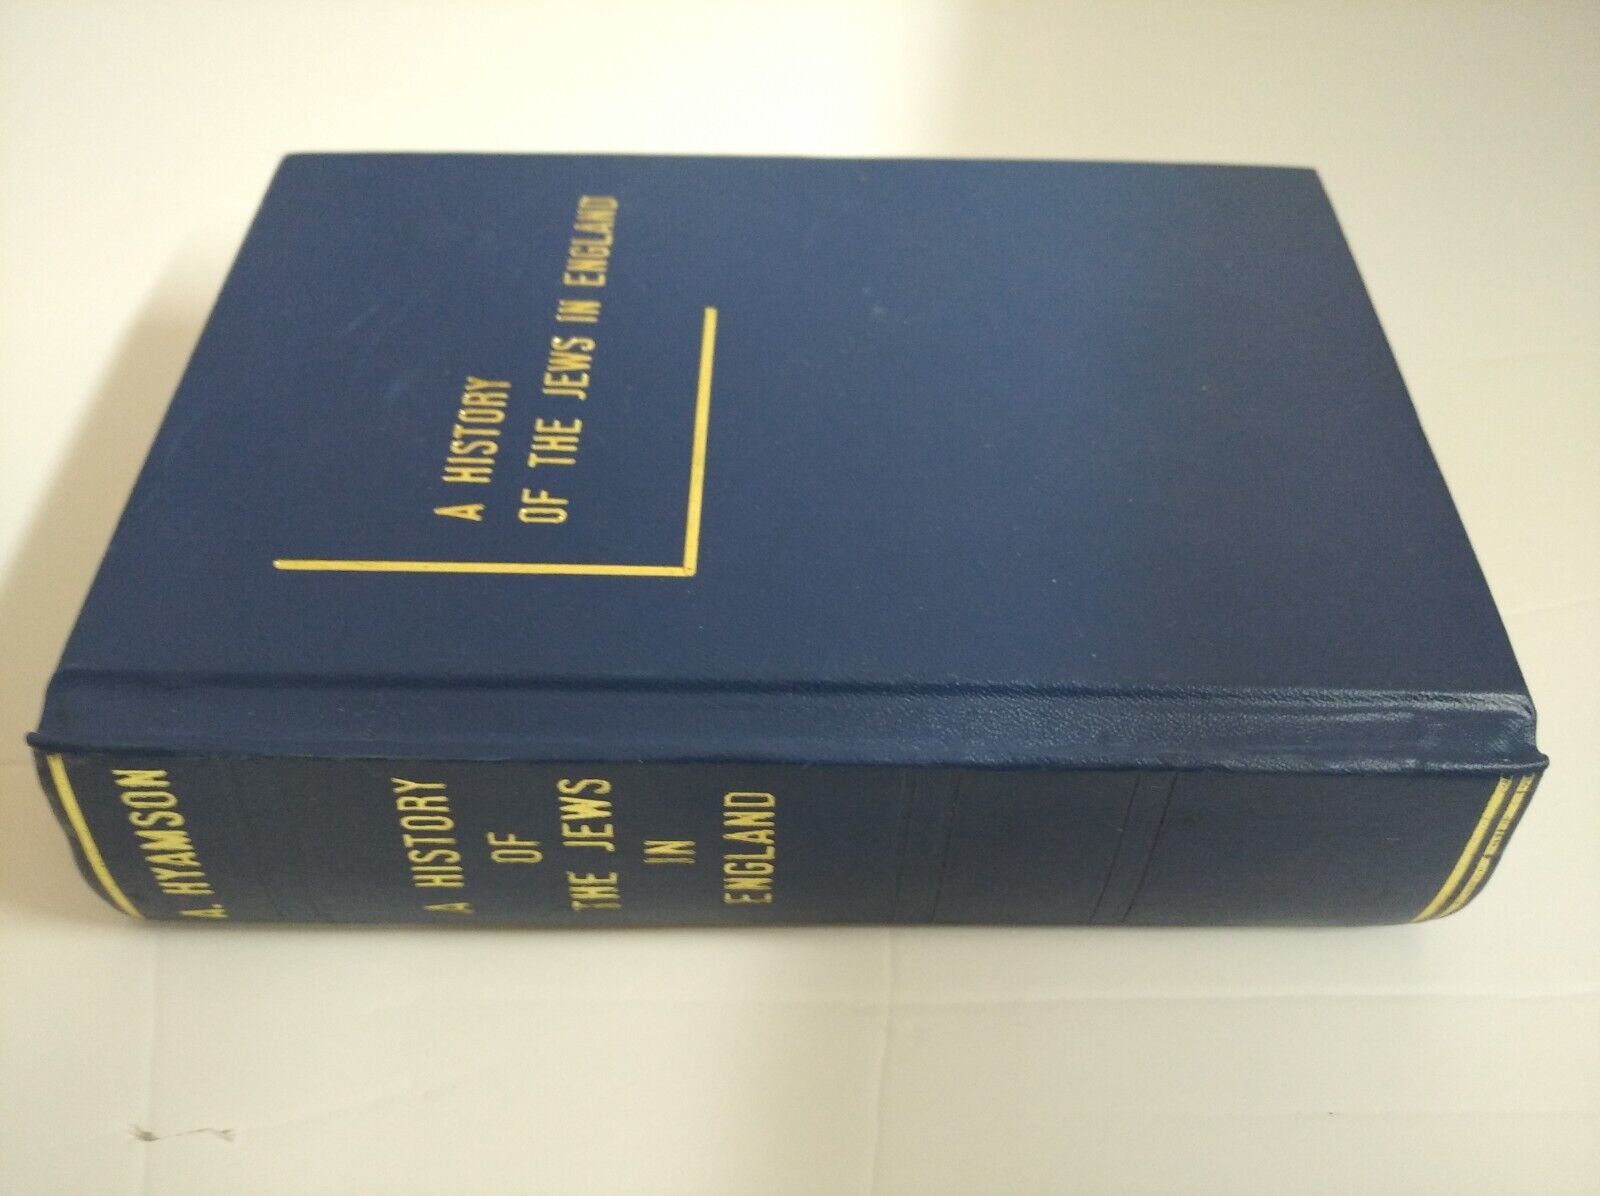 A HISTORY
OF THE JEWS IN ENGLAND
A. HYAMSON
A HISTORY
OF
THE JEWS
IN
ENGLAND